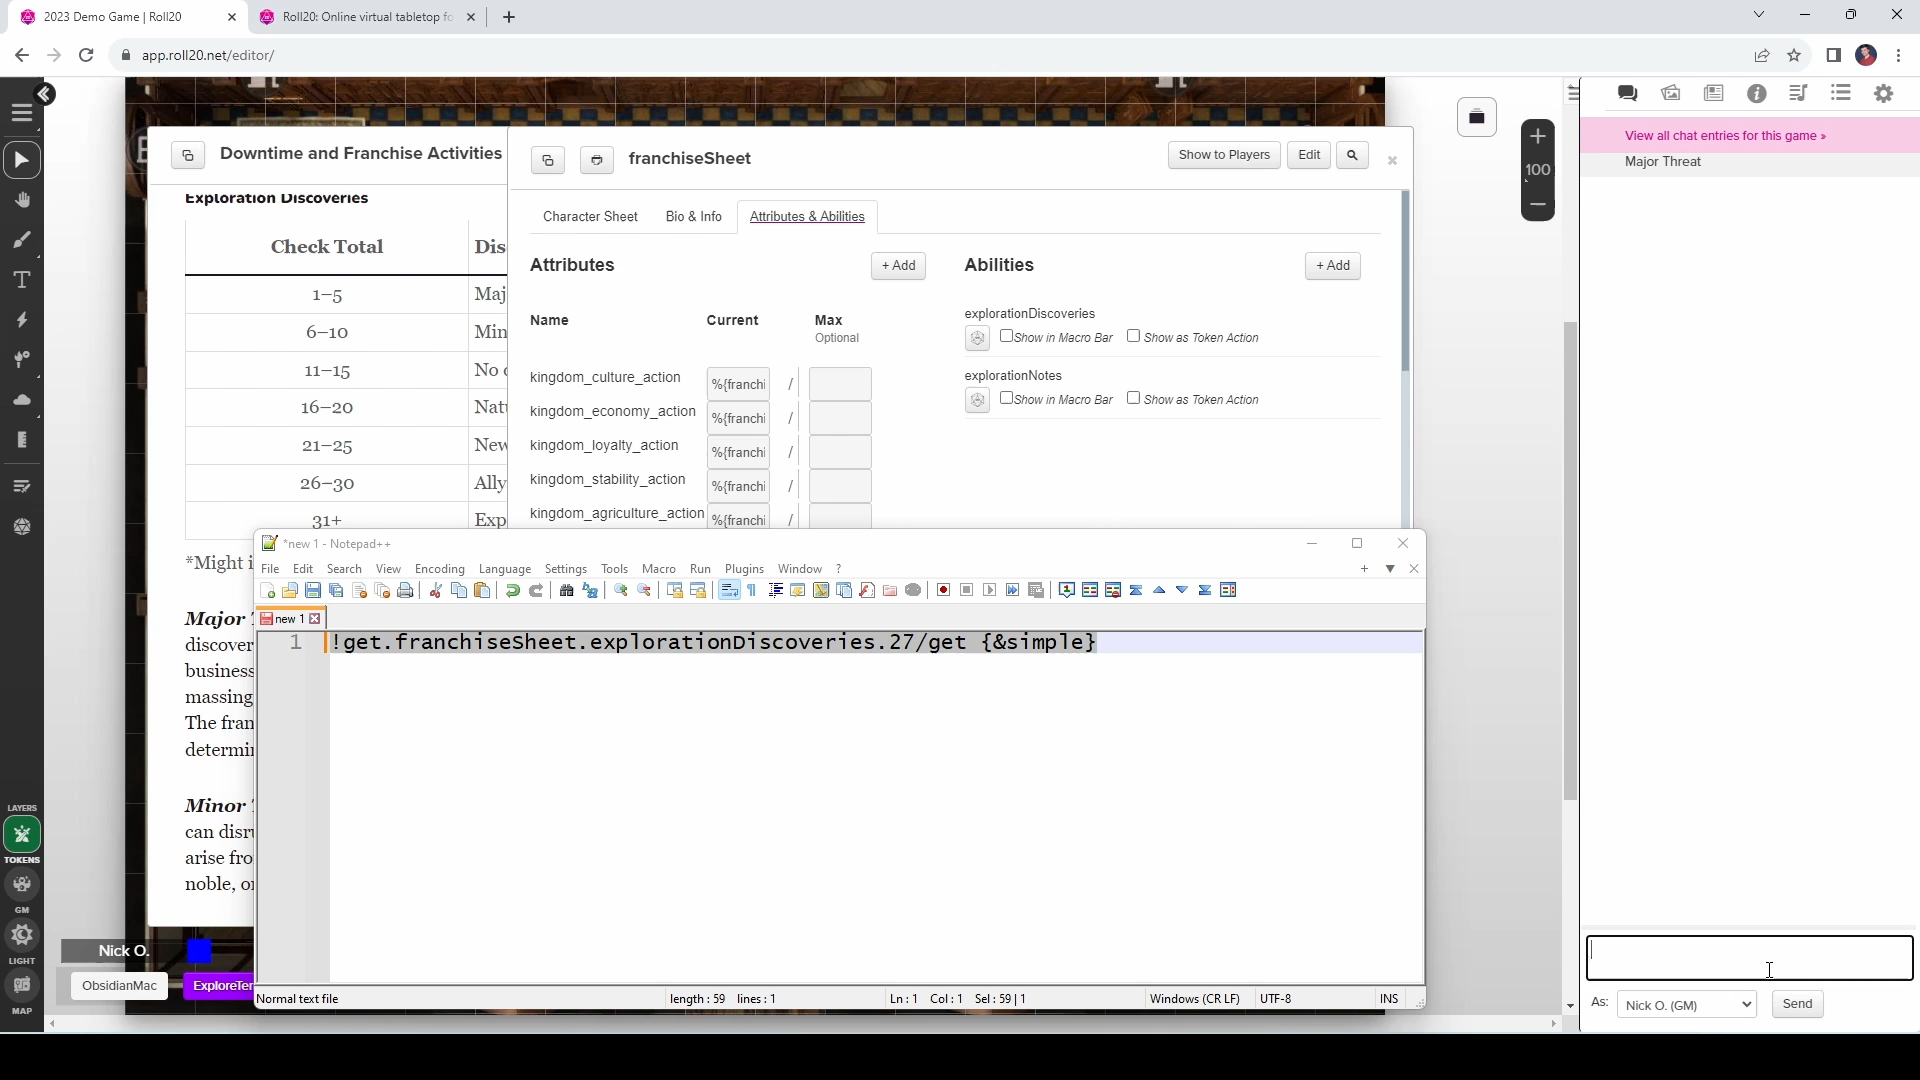 2023 Demo Game | Roll20
Roll20: Online virtual tabletop fo
app.roll20.net/editor/
Downtime and Franchise Activities
Exploration Discoveries
Check Total
Dis
1–5
Maj
6–10
Min
11–15
No
16–20
Nat
21–25
New
26–30
Ally
31+
Exp
*Might i
Major
discover
business
massing
The fran
determin
Minor
can disru
arise fro
noble, o
franchiseSheet
Show to Players
Edit
Character Sheet
Bio & Info
Attributes & Abilities
Attributes
+ Add
Name
Current
Max
Optional
kingdom_culture_action
%{franchi
/
kingdom_economy_action
%{franchi
/
kingdom_loyalty_action
%{franchi
/
kingdom_stability_action
%{franchi
/
kingdom_agriculture_action
%{franchi
/
Abilities
+ Add
explorationDiscoveries
Show in Macro Bar
Show as Token Action
explorationNotes
Show in Macro Bar
Show as Token Action
*new 1 - Notepad++
File Edit Search View Encoding Language Settings Tools Macro Run Plugins Window ?
new 1
1
!get.franchiseSheet.explorationDiscoveries.27/get {&simple}
Normal text file
length : 59 lines : 1
Ln : 1 Col : 1 Sel : 59 | 1
Windows (CR LF)
UTF-8
INS
LAYERS
TOKENS
GM
LIGHT
MAP
Nick O.
ObsidianMac
ExploreTer
100
View all chat entries for this game »
Major Threat
As:
Nick O. (GM)
Send